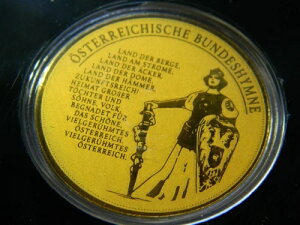 ÖSTERREICHISCHE BUNDESHYMNE
LAND DER BERGE,
LAND AM STROME,
LAND DER ÄCKER,
LAND DER DOME,
LAND DER HÄMMER,
ZUKUNFTSREICH!
HEIMAT GROSSER
TÖCHTER UND
SÖHNE, VOLK,
BEGNADET FÜR
DAS SCHÖNE,
VIELGERÜHMTES
ÖSTERREICH.
VIELGERÜHMTES
ÖSTERREICH.